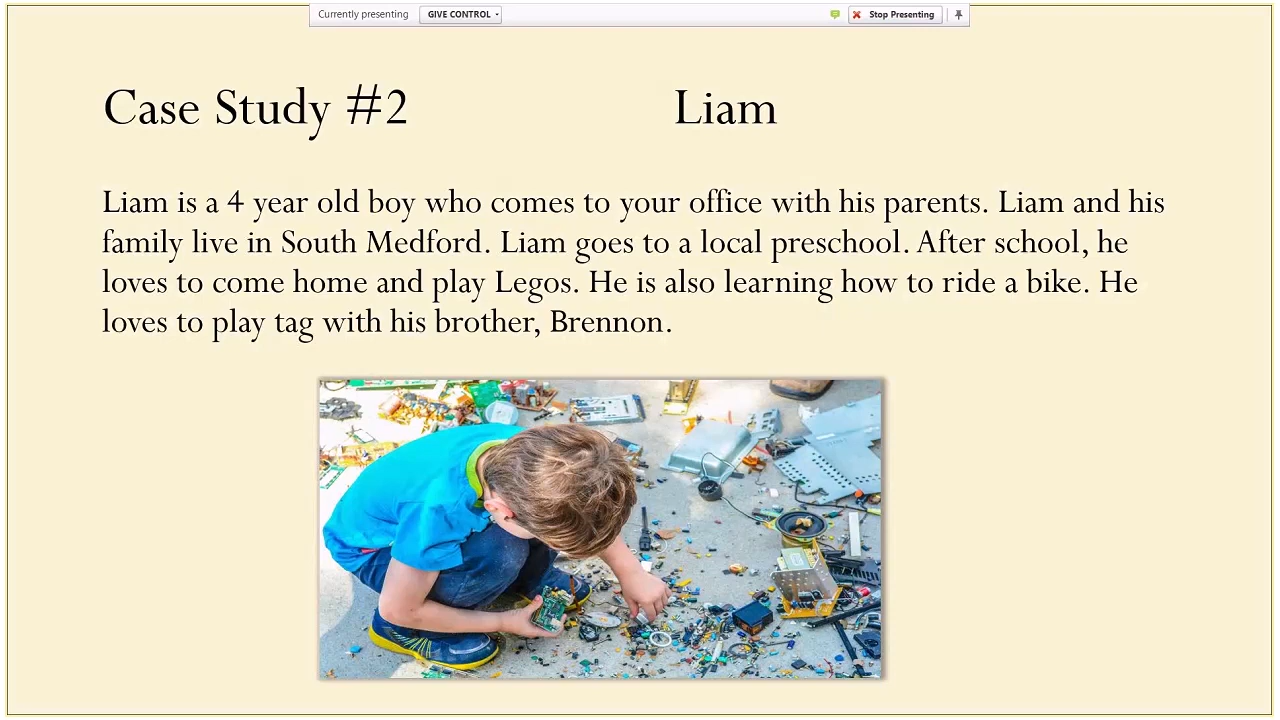 Currently presenting GIVE CONTROL Stop Presenting
Case Study #2 Liam
Liam is a 4 year old boy who comes to your office with his parents. Liam and his
family live in South Medford. Liam goes to a local preschool. After school, he
loves to come home and play Legos. He is also learning how to ride a bike. He
loves to play tag with his brother, Brennon.